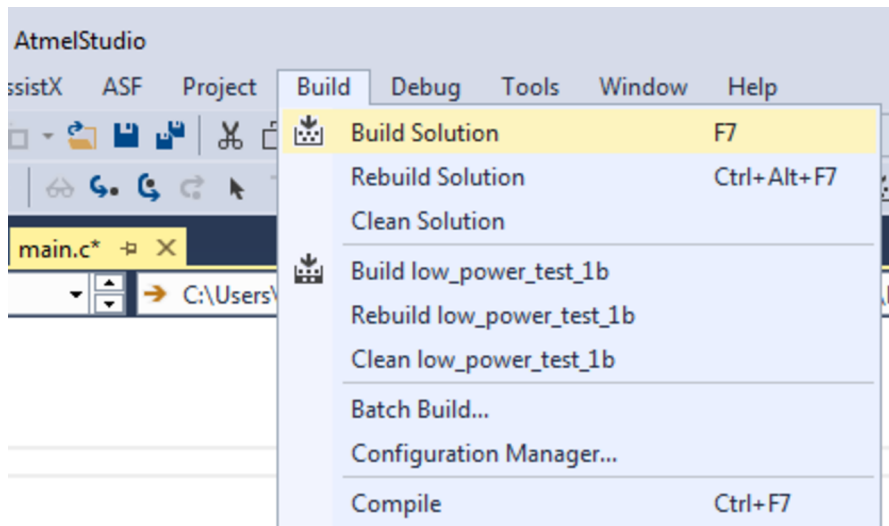 AtmelStudio
ssistX ASF Project Build Debug Tools Window Help
Build Solution F7
Rebuild Solution Ctrl+Alt+F7
Clean Solution
main.c*
Build low_power_test_1b
C:\Users\
Rebuild low_power_test_1b
Clean low_power_test_1b
Batch Build...
Configuration Manager...
Compile Ctrl+F7